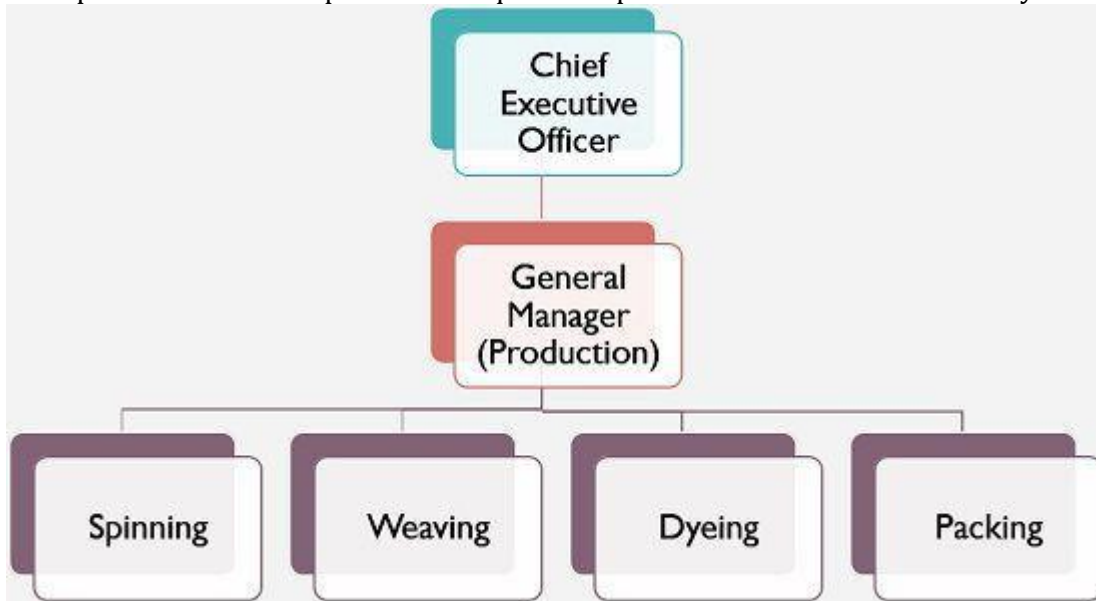 Chief
Executive
Officer
General
Manager
(Production)
Spinning
Weaving
Dyeing
Packing